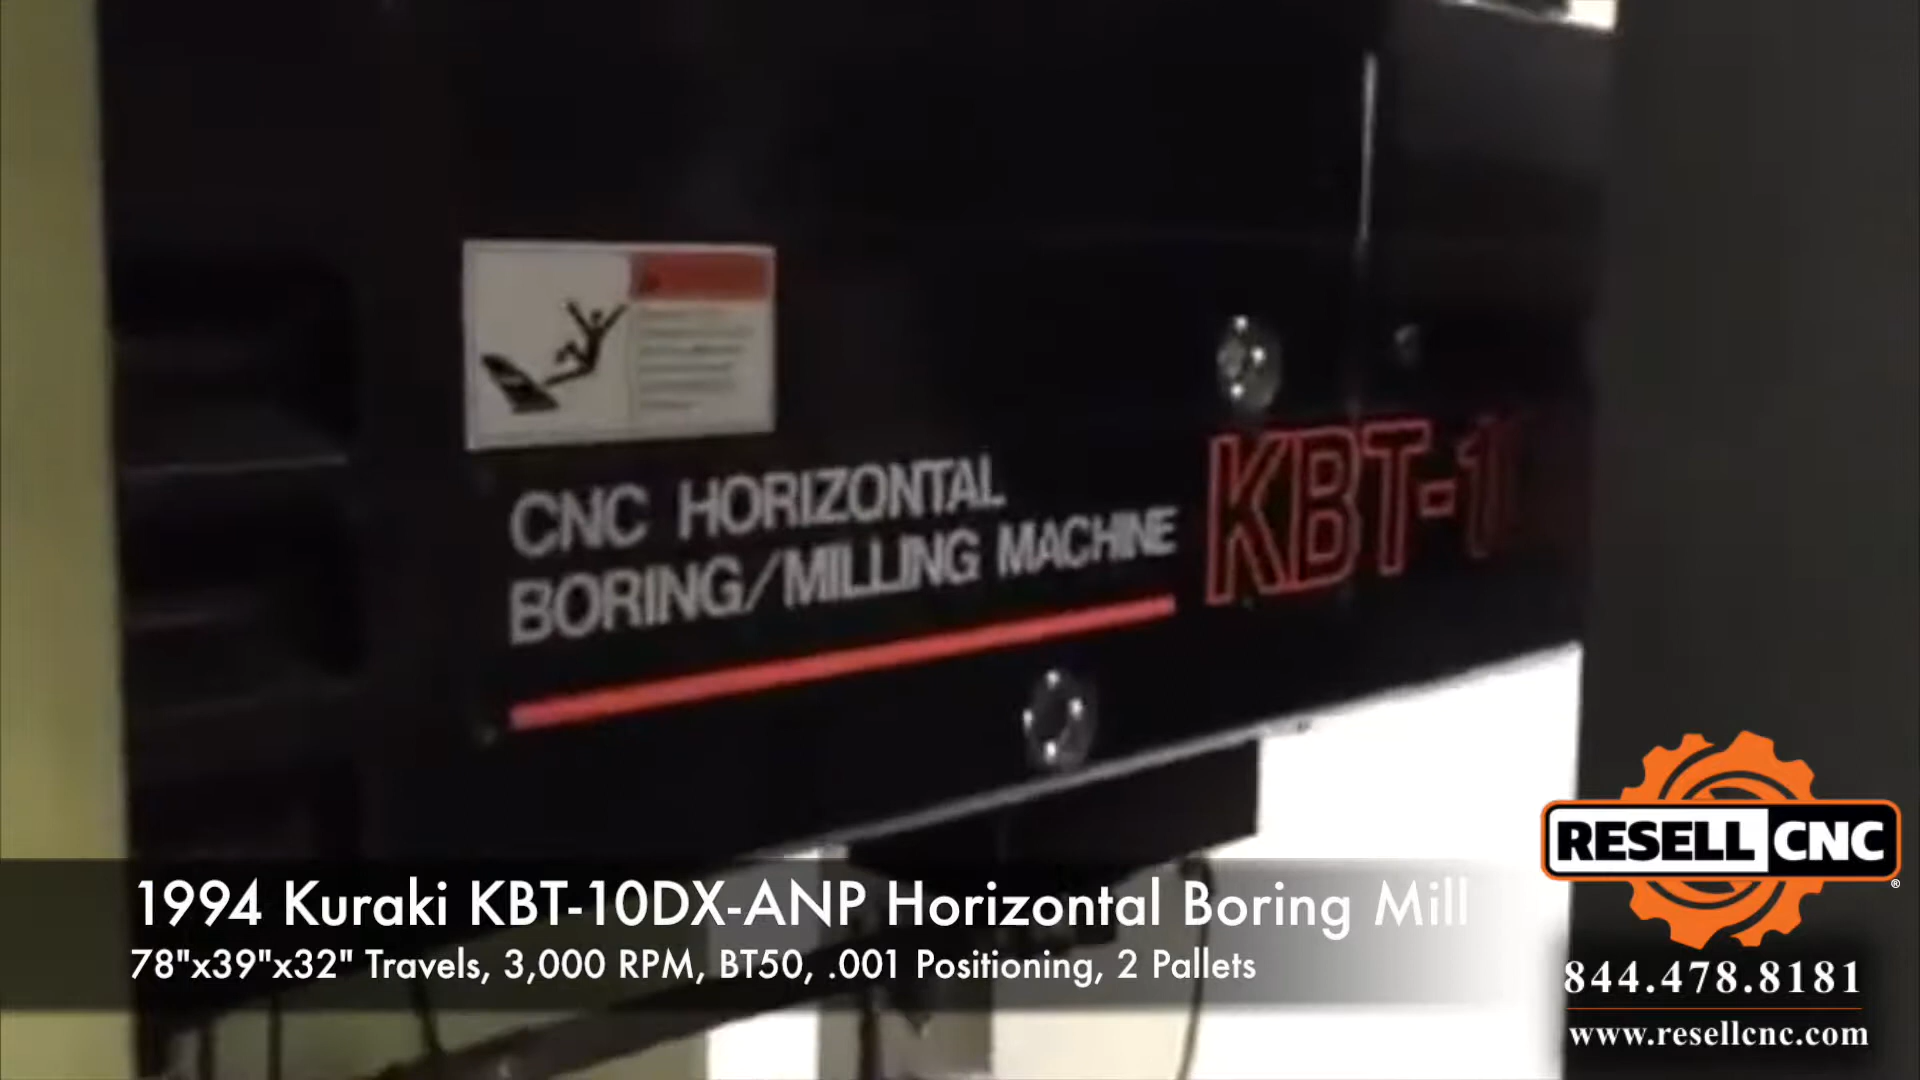 CNC HORIZONTAL
BORING/MILLING MACHINE
KBT-10
1994 Kuraki KBT-10DX-ANP Horizontal Boring Mill
78"x39"x32" Travels, 3,000 RPM, BT50, .001 Positioning, 2 Pallets
RESELL CNC
®
844.478.8181
www.resellcnc.com